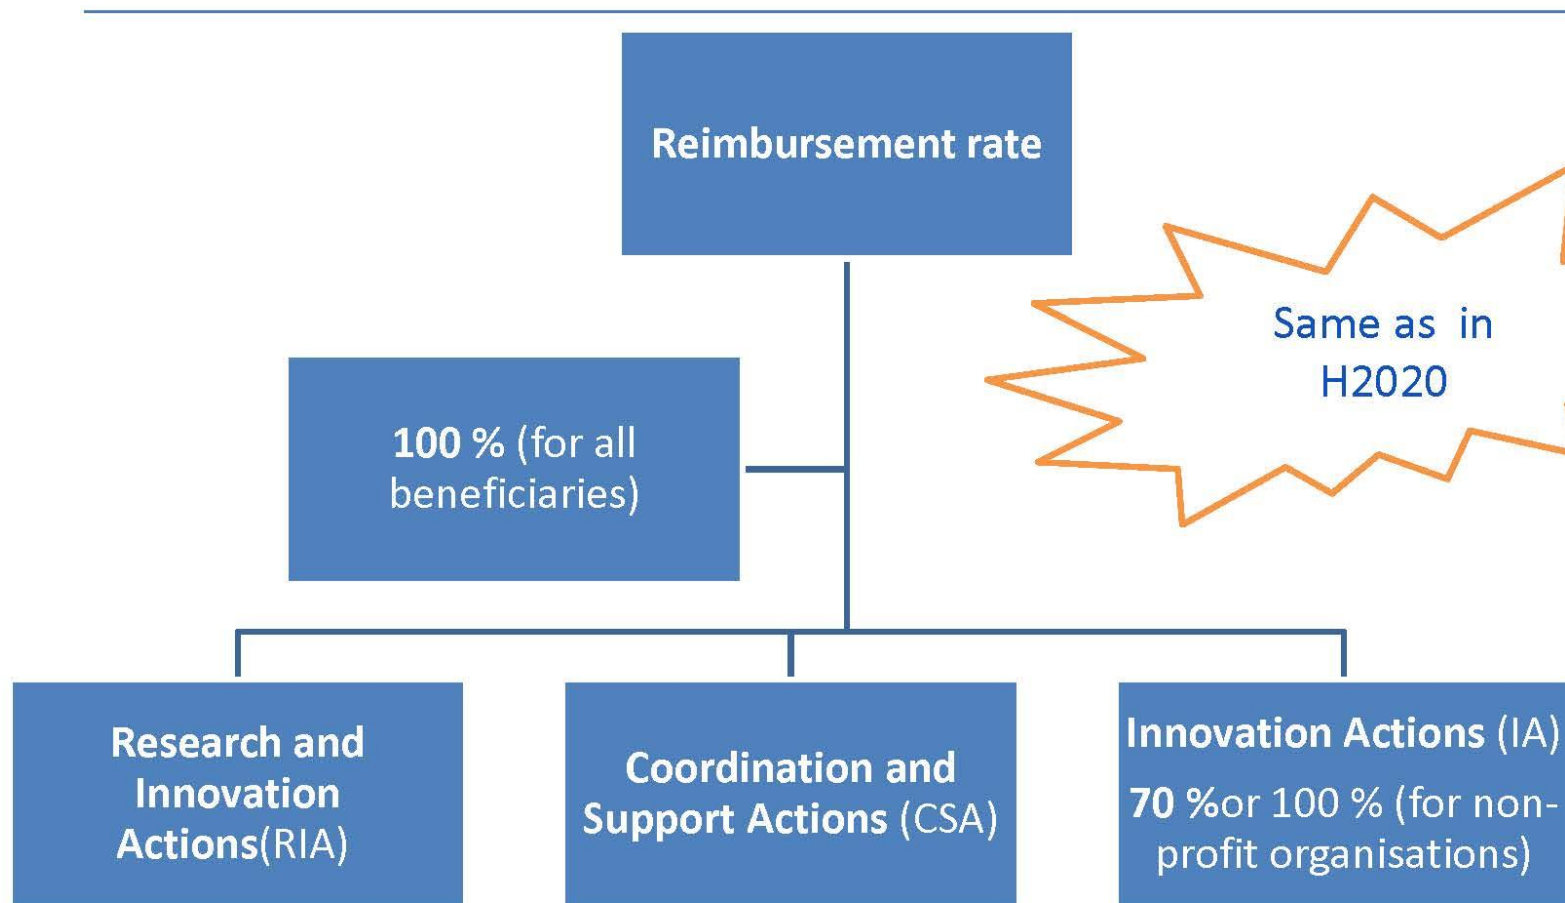 Reimbursement rate
Same as in
H2020
100 % (for all
beneficiaries)
Research and
Innovation
Actions(RIA)
Coordination and
Support Actions (CSA)
Innovation Actions (IA)
70 %or 100 % (for non-
profit organisations)